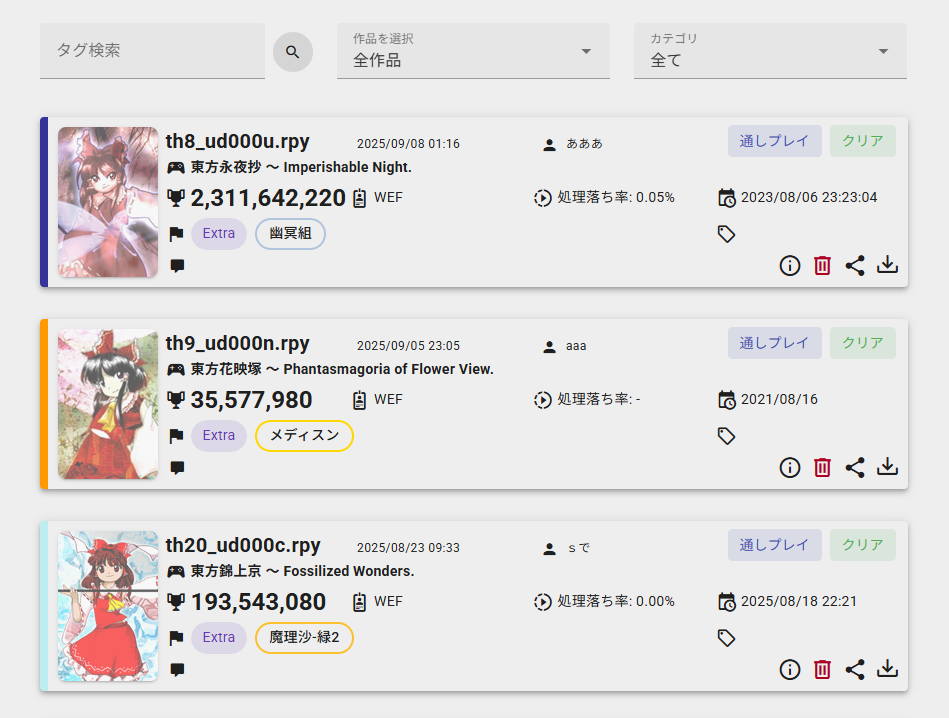 タグ検索
作品を選択
全作品
カテゴリ
全て
th8_ud000u.rpy 2025/09/08 01:16 あああ 通しプレイ クリア
東方永夜抄 ～ Imperishable Night.
2,311,642,220 WEF 処理落ち率: 0.05% 2023/08/06 23:23:04
Extra 幽冥組
th9_ud000n.rpy 2025/09/05 23:05 aaa 通しプレイ クリア
東方花映塚 ～ Phantasmagoria of Flower View.
35,577,980 WEF 処理落ち率: - 2021/08/16
Extra メディスン
th20_ud000c.rpy 2025/08/23 09:33 ｓで 通しプレイ クリア
東方錦上京 ～ Fossilized Wonders.
193,543,080 WEF 処理落ち率: 0.00% 2025/08/18 22:21
Extra 魔理沙-緑2